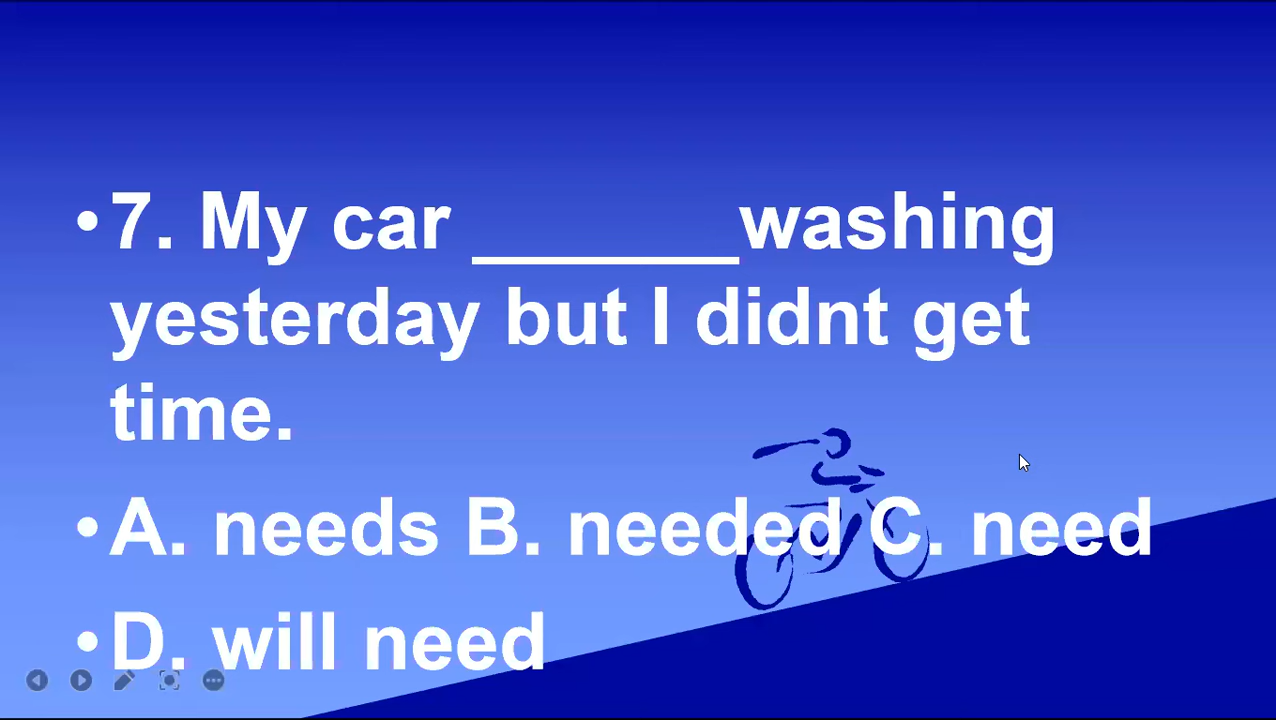 • 7. My car _______washing
yesterday but I didnt get
time.
• A. needs B. needed C. need
• D. will need